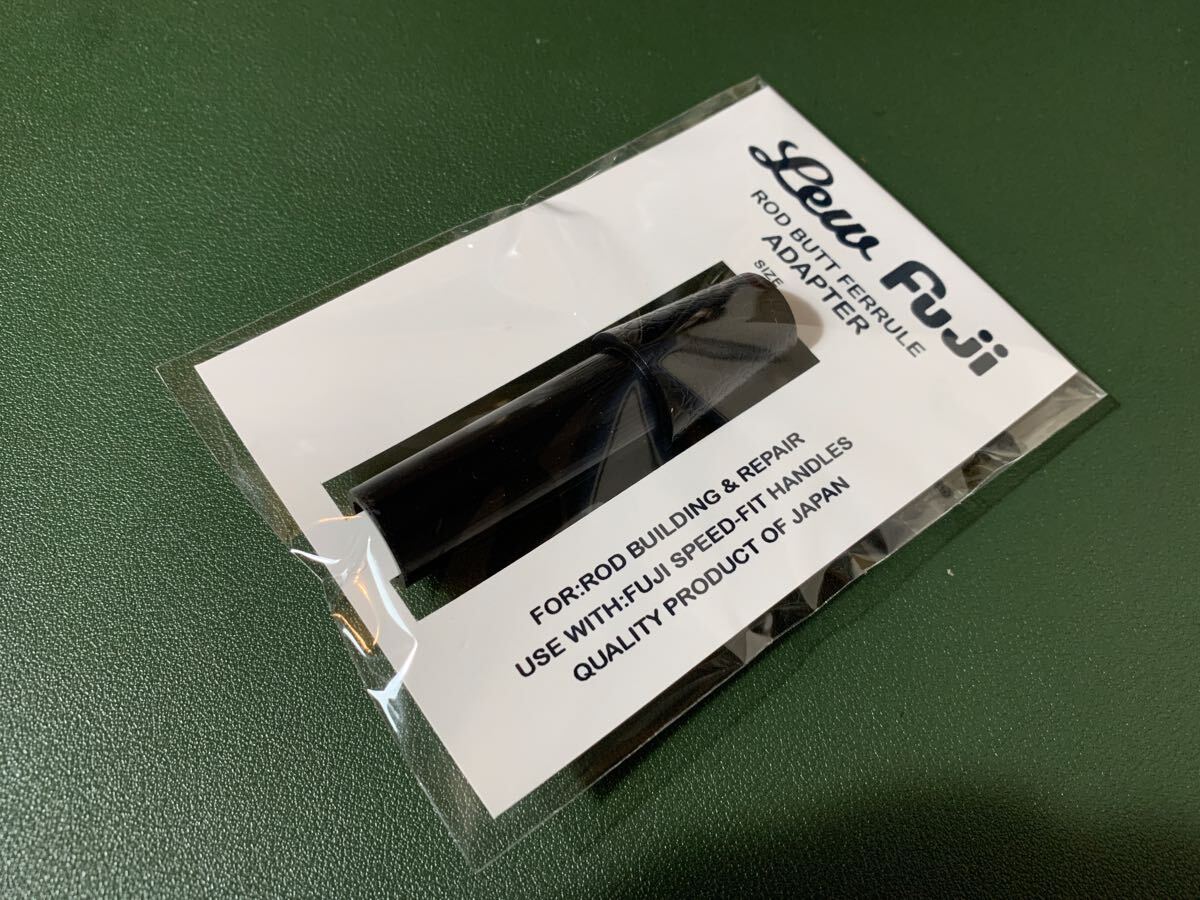 Lew Fuji
ROD BUTT FERRULE
ADAPTER
SIZE
FOR:ROD BUILDING & REPAIR
USE WITH:FUJI SPEED-FIT HANDLES
QUALITY PRODUCT OF JAPAN